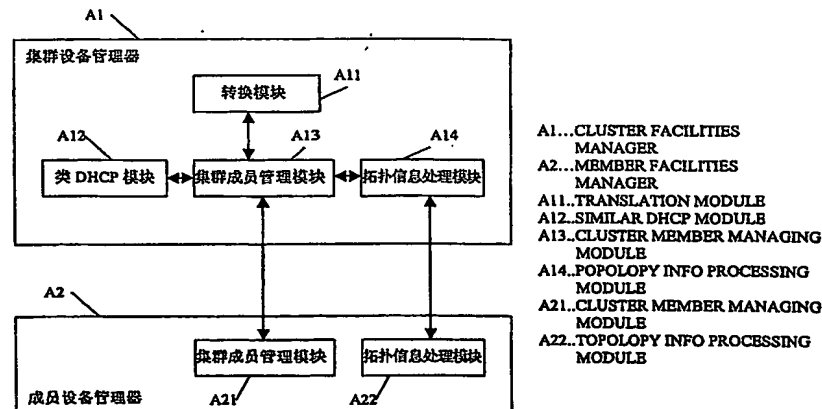 A1
集群设备管理器
转换模块
A11
A12
A13
A14
类 DHCP 模块
集群成员管理模块
拓扑信息处理模块
A2
集群成员管理模块
拓扑信息处理模块
成员设备管理器
A21
A22
A1...CLUSTER FACILITIES
MANAGER
A2...MEMBER FACILITIES
MANAGER
A11..TRANSLATION MODULE
A12..SIMILAR DHCP MODULE
A13..CLUSTER MEMBER MANAGING
MODULE
A14..POPOLOPY INFO PROCESSING
MODULE
A21..CLUSTER MEMBER MANAGING
MODULE
A22..TOPOLOPY INFO PROCESSING
MODULE